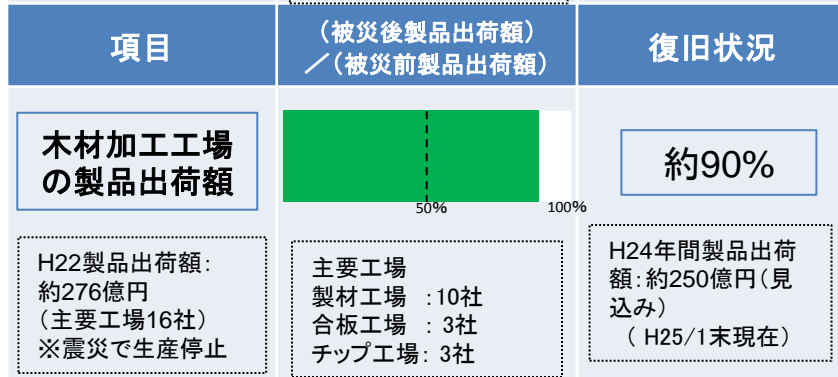 項目
（被災後製品出荷額）
／（被災前製品出荷額）
復旧状況
木材加工工場
の製品出荷額
50%
100%
約90%
H22製品出荷額：
約276億円
（主要工場16社）
※震災で生産停止
主要工場
製材工場　：10社
合板工場　：3社
チップ工場：3社
H24年間製品出荷
額：約250億円（見
込み）
（ H25/1末現在）